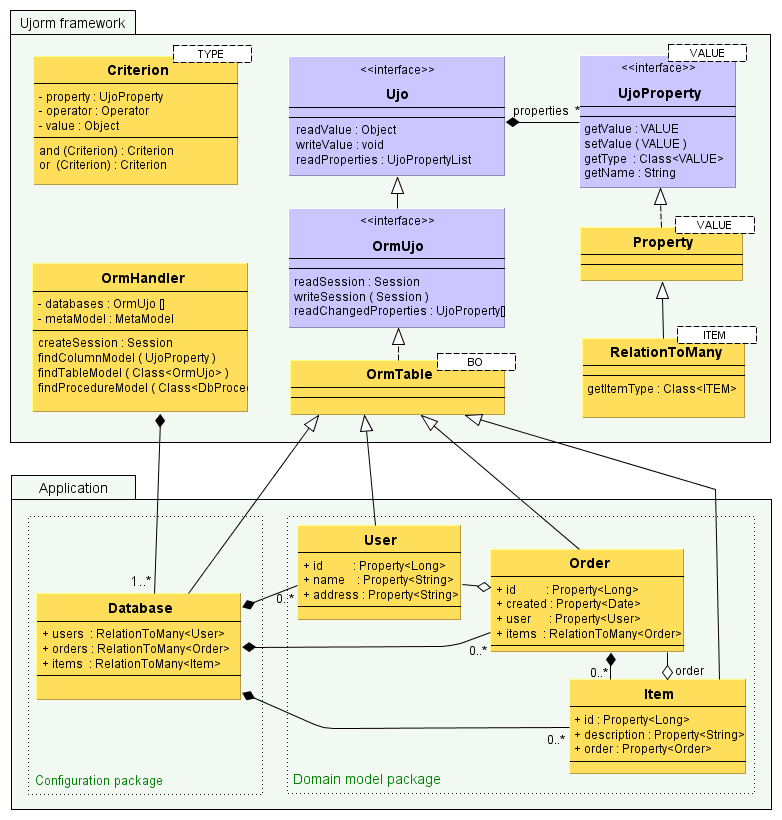 Ujorm framework
TYPE
Criterion
- property : UjoProperty
- operator : Operator
- value : Object
and (Criterion) : Criterion
or  (Criterion) : Criterion
<<interface>>
Ujo
readValue : Object
writeValue : void
readProperties : UjoPropertyList
properties  *
VALUE
<<interface>>
UjoProperty
getValue : VALUE
setValue ( VALUE )
getType  : Class<VALUE>
getName : String
<<interface>>
OrmUjo
readSession : Session
writeSession ( Session )
readChangedProperties : UjoProperty[]
VALUE
Property
OrmHandler
- databases : OrmUjo []
- metaModel : MetaModel
createSession : Session
findColumnModel ( UjoProperty )
findTableModel ( Class<OrmUjo> )
findProcedureModel ( Class<DbProce
BO
OrmTable
ITEM
RelationToMany
getItemType : Class<ITEM>
Application
1..*
Database
+ users  : RelationToMany<User>
+ orders : RelationToMany<Order>
+ items  : RelationToMany<Item>
Configuration package
User
+ id         : Property<Long>
+ name    : Property<String>
+ address : Property<String>
0..*
Order
+ id         : Property<Long>
+ created : Property<Date>
+ user     : Property<User>
+ items  : RelationToMany<Order>
0..*
0..*
order
Item
+ id : Property<Long>
+ description : Property<String>
+ order : Property<Order>
0..*
Domain model package